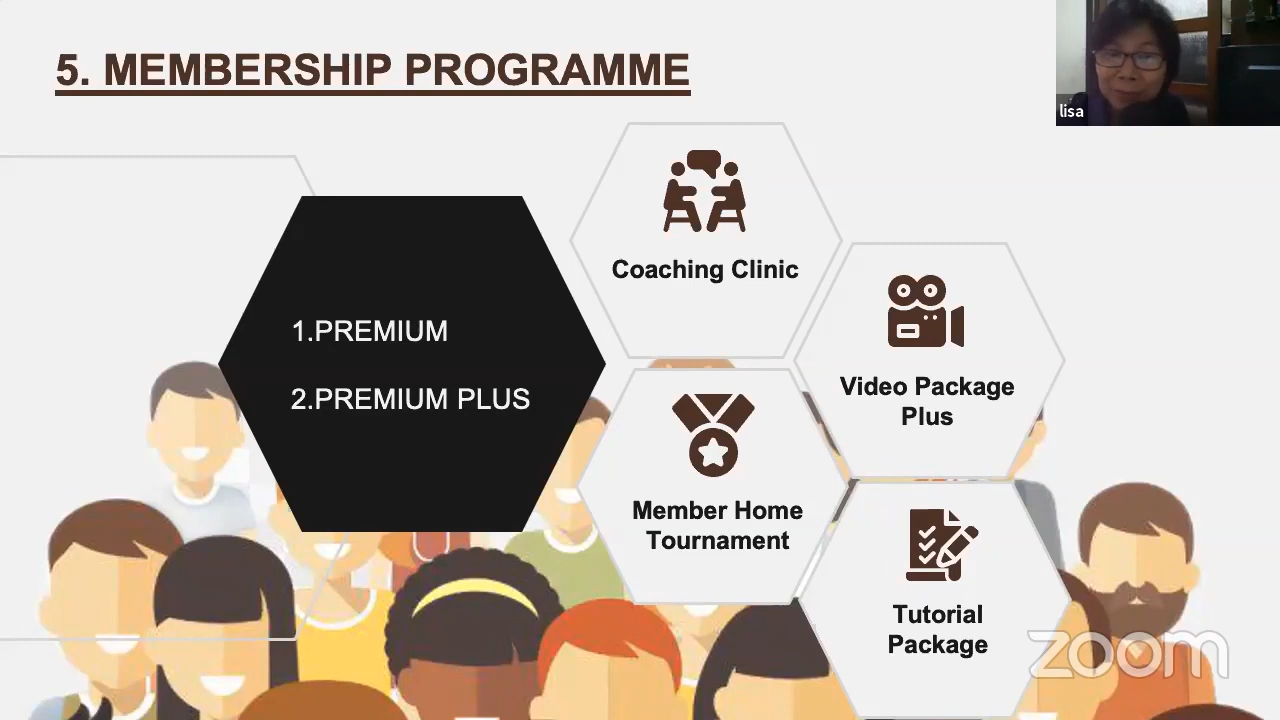 5. MEMBERSHIP PROGRAMME
lisa
1.PREMIUM
2.PREMIUM PLUS
Coaching Clinic
Video Package
Plus
Member Home
Tournament
Tutorial
Package
zoom